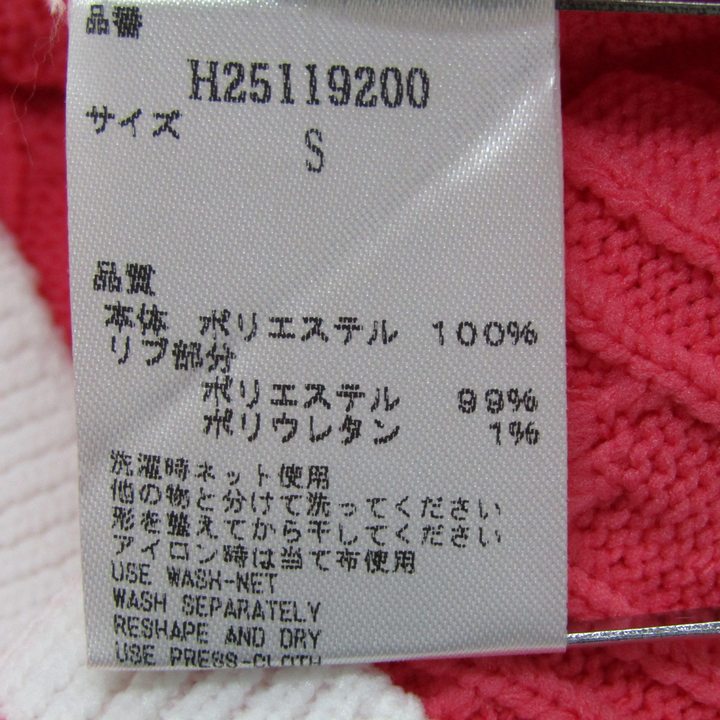 品番
H25119200
サイズ
S
品質
本体 ポリエステル 100%
リブ部分
ポリエステル 99%
ポリウレタン 1%
洗濯時ネット使用
他の物と分けて洗ってください
形を整えてから干してください
アイロン時は当て布使用
USE WASH-NET
WASH SEPARATELY
RESHAPE AND DRY
USE PRESS-CLOTH